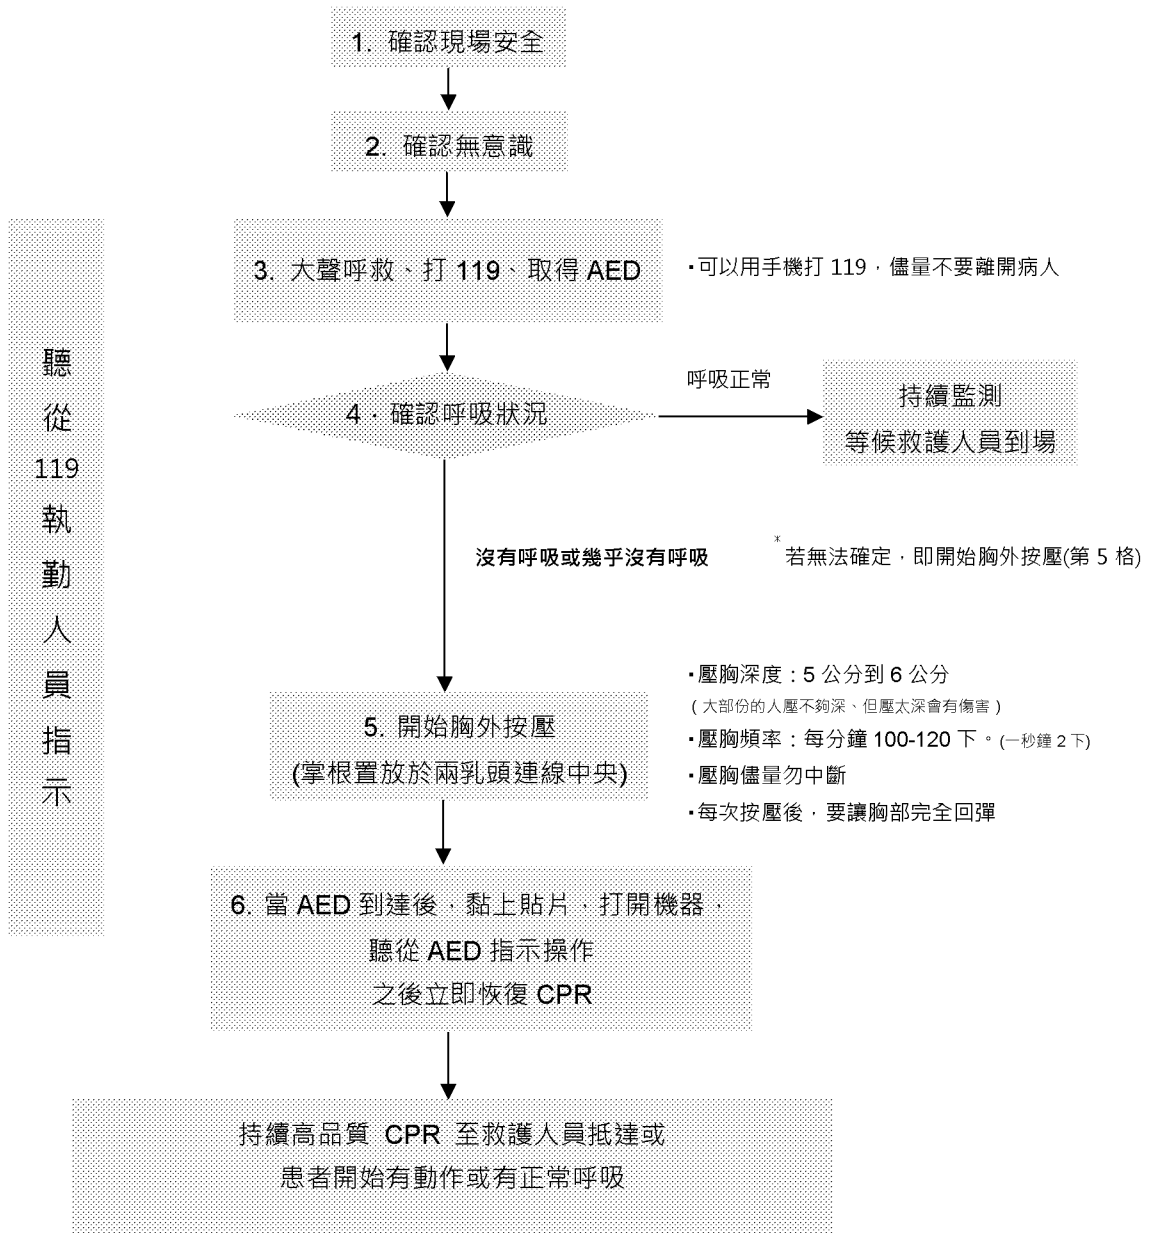 1. 確認現場安全
2. 確認無意識
3. 大聲呼救、打 119、取得 AED
・可以用手機打 119，儘量不要離開病人
聽從119執勤人員指示
4．確認呼吸狀況
呼吸正常
持續監測
等候救護人員到場
沒有呼吸或幾乎沒有呼吸
*若無法確定，即開始胸外按壓(第 5 格)
5. 開始胸外按壓
(掌根置放於兩乳頭連線中央)
・壓胸深度：5 公分到 6 公分
(大部份的人壓不夠深、但壓太深會有傷害)
・壓胸頻率：每分鐘 100-120 下。(一秒鐘 2 下)
・壓胸儘量勿中斷
・每次按壓後，要讓胸部完全回彈
6. 當 AED 到達後，黏上貼片，打開機器，
聽從 AED 指示操作
之後立即恢復 CPR
持續高品質 CPR 至救護人員抵達或
患者開始有動作或有正常呼吸